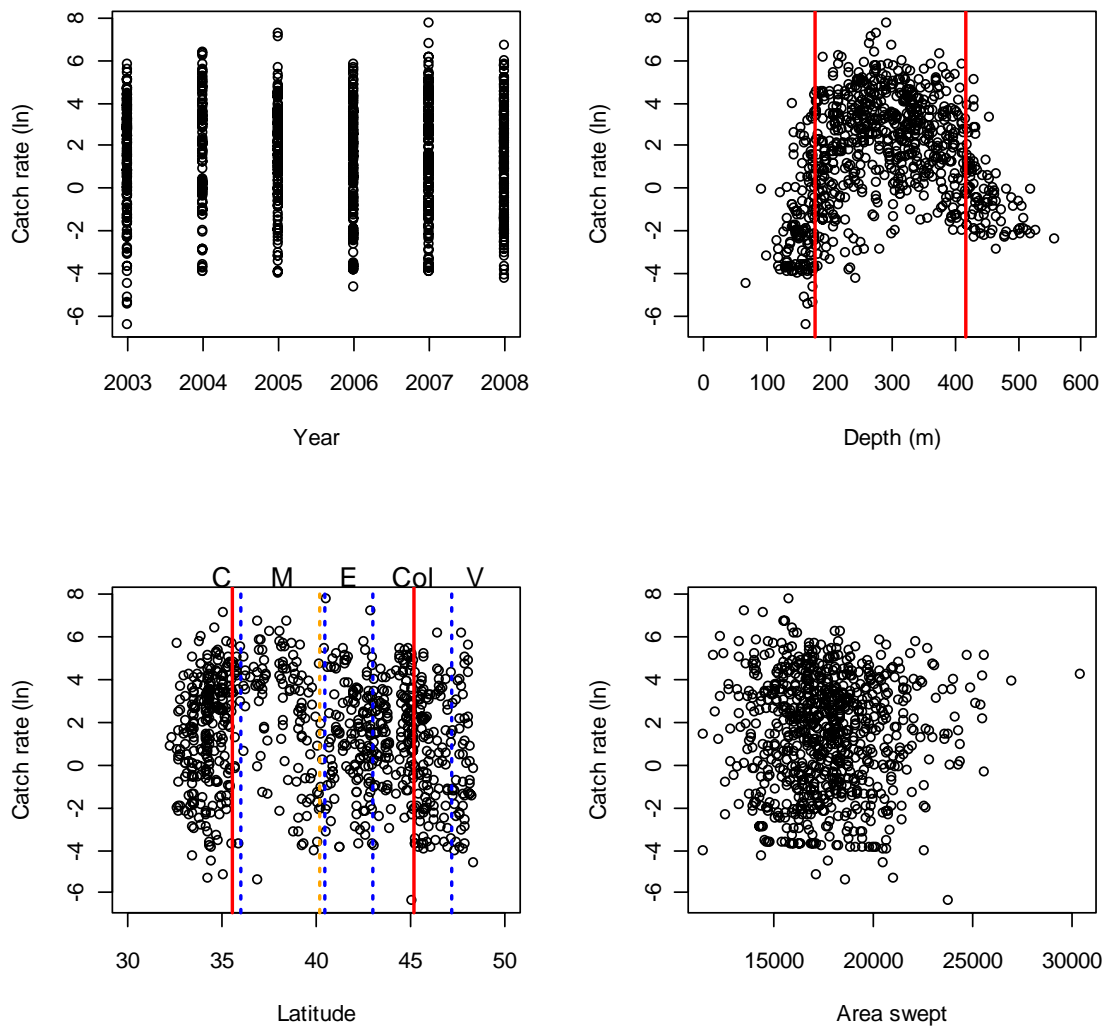 8
6
4
2
0
-2
-4
-6
Catch rate (ln)
2003 2004 2005 2006 2007 2008
Year
8
6
4
2
0
-2
-4
-6
Catch rate (ln)
0 100 200 300 400 500 600
Depth (m)
C M E Col V
8
6
4
2
0
-2
-4
-6
Catch rate (ln)
30 35 40 45 50
Latitude
8
6
4
2
0
-2
-4
-6
Catch rate (ln)
15000 20000 25000 30000
Area swept